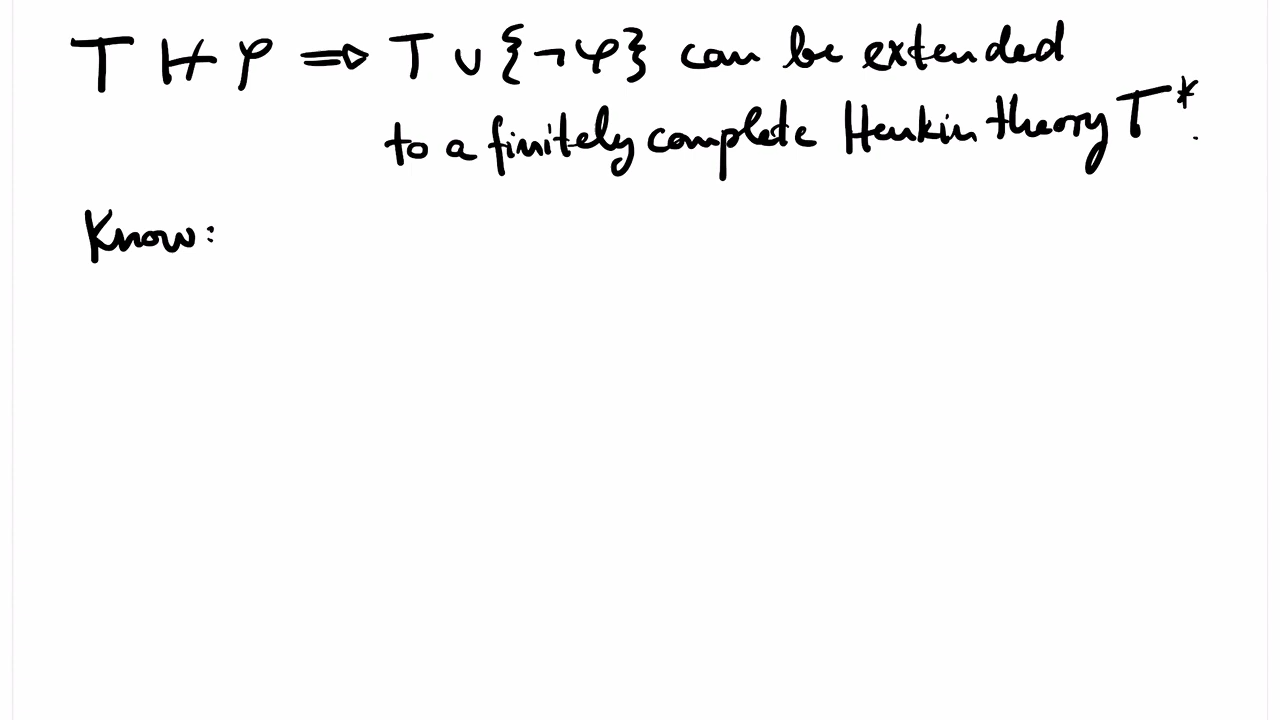 T ⊬ φ ⇒ T ∪ {¬φ} can be extended
to a finitely complete Henkin theory T*.
Know: